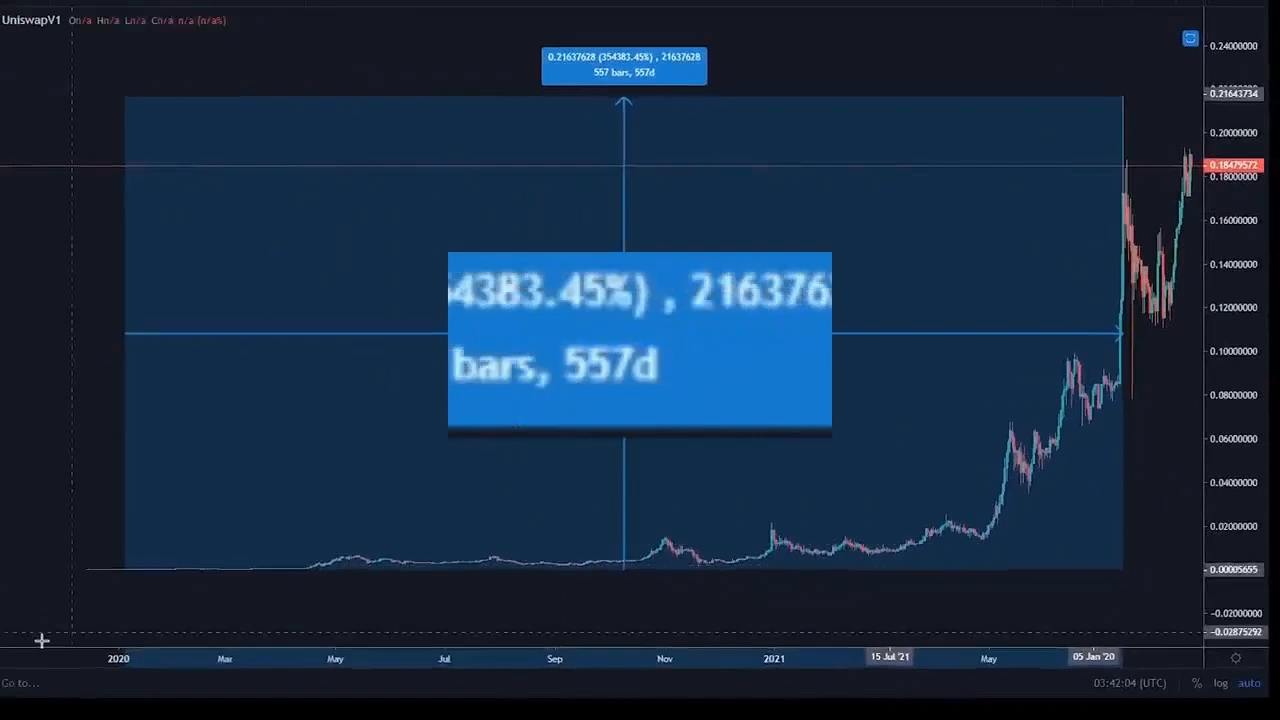 UniswapV1 On/a Hn/a Ln/a Cn/a n/a (n/a%)
0.21637628 (354383.45%) , 21637628
557 bars, 557d
54383.45%) , 2163762
bars, 557d
0.24000000
0.21643734
0.20000000
0.18479572
0.18000000
0.16000000
0.14000000
0.12000000
0.10000000
0.08000000
0.06000000
0.04000000
0.02000000
0.00005655
−0.02000000
−0.02875292
2020 Mar May Jul Sep Nov 2021 15 Jul '21 May 05 Jan '20
Go to...
03:42:04 (UTC) % log auto